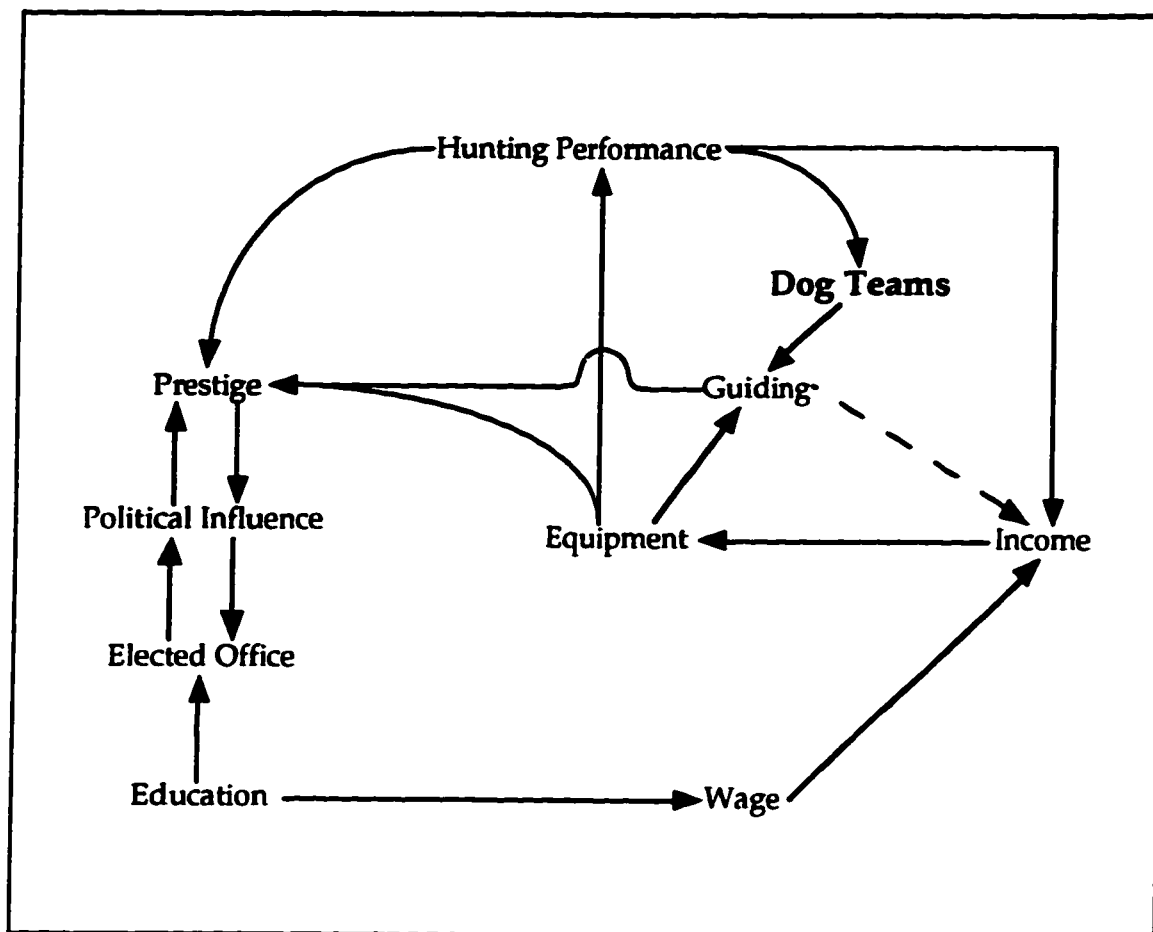 Hunting Performance
Dog Teams
Prestige
Guiding
Political Influence
Equipment
Income
Elected Office
Education
Wage